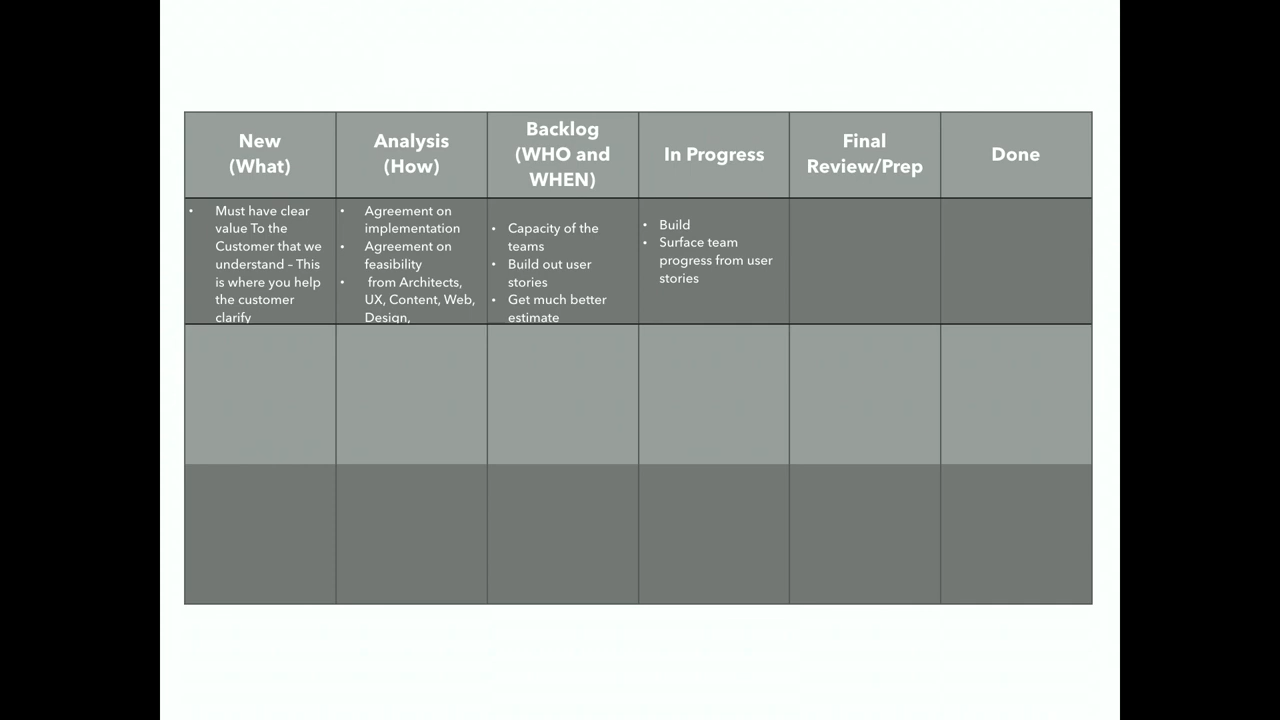 New
(What)
Analysis
(How)
Backlog
(WHO and
WHEN)
In Progress
Final
Review/Prep
Done
• Must have clear
value To the
Customer that we
understand – This
is where you help
the customer
clarify
• Agreement on
implementation
• Agreement on
feasibility
• from Architects,
UX, Content, Web,
Design,
• Capacity of the
teams
• Build out user
stories
• Get much better
estimate
• Build
• Surface team
progress from user
stories